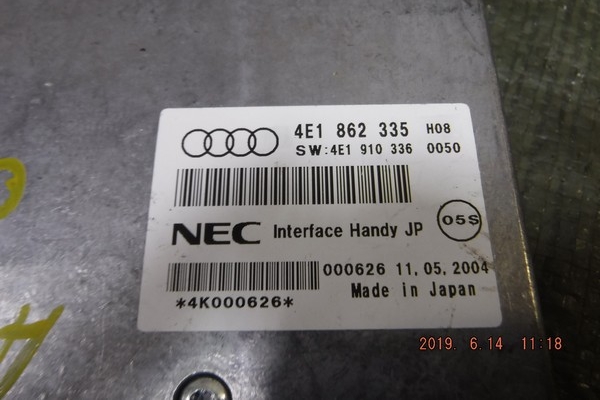 4E1 862 335 H08
SW:4E1 910 336 0050
NEC Interface Handy JP 05S
000626 11, 05, 2004
*4K000626* Made in Japan
2019. 6.14 11:18